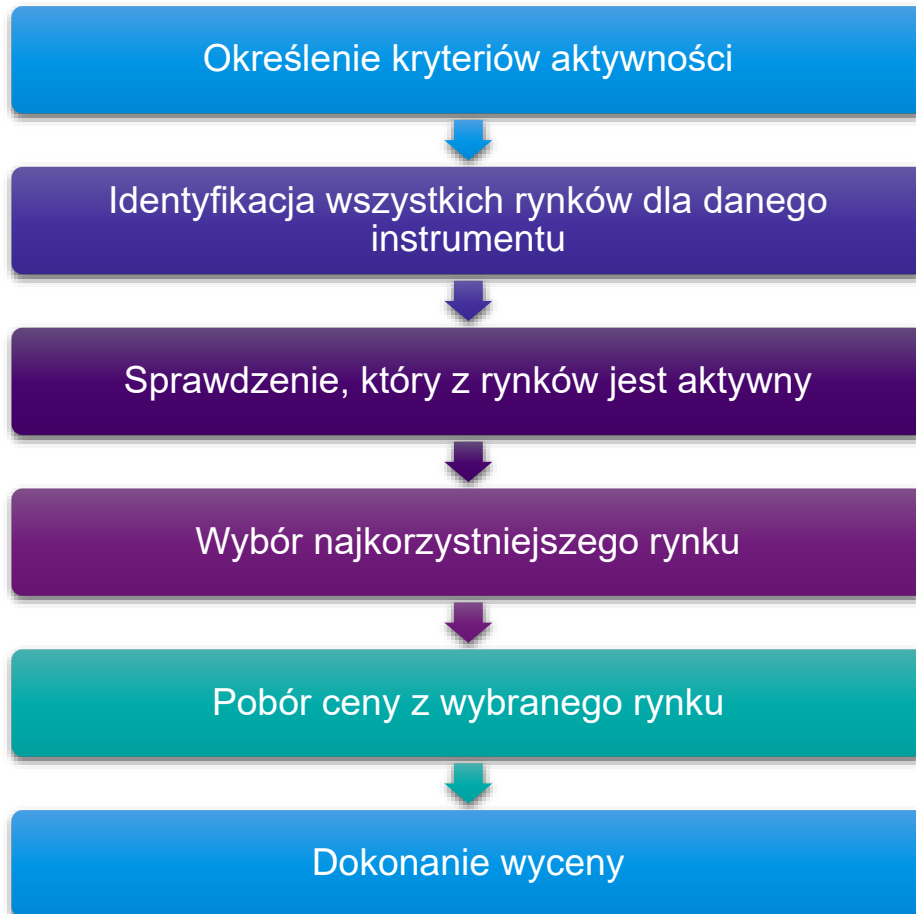 Określenie kryteriów aktywności
Identyfikacja wszystkich rynków dla danego
instrumentu
Sprawdzenie, który z rynków jest aktywny
Wybór najkorzystniejszego rynku
Pobór ceny z wybranego rynku
Dokonanie wyceny